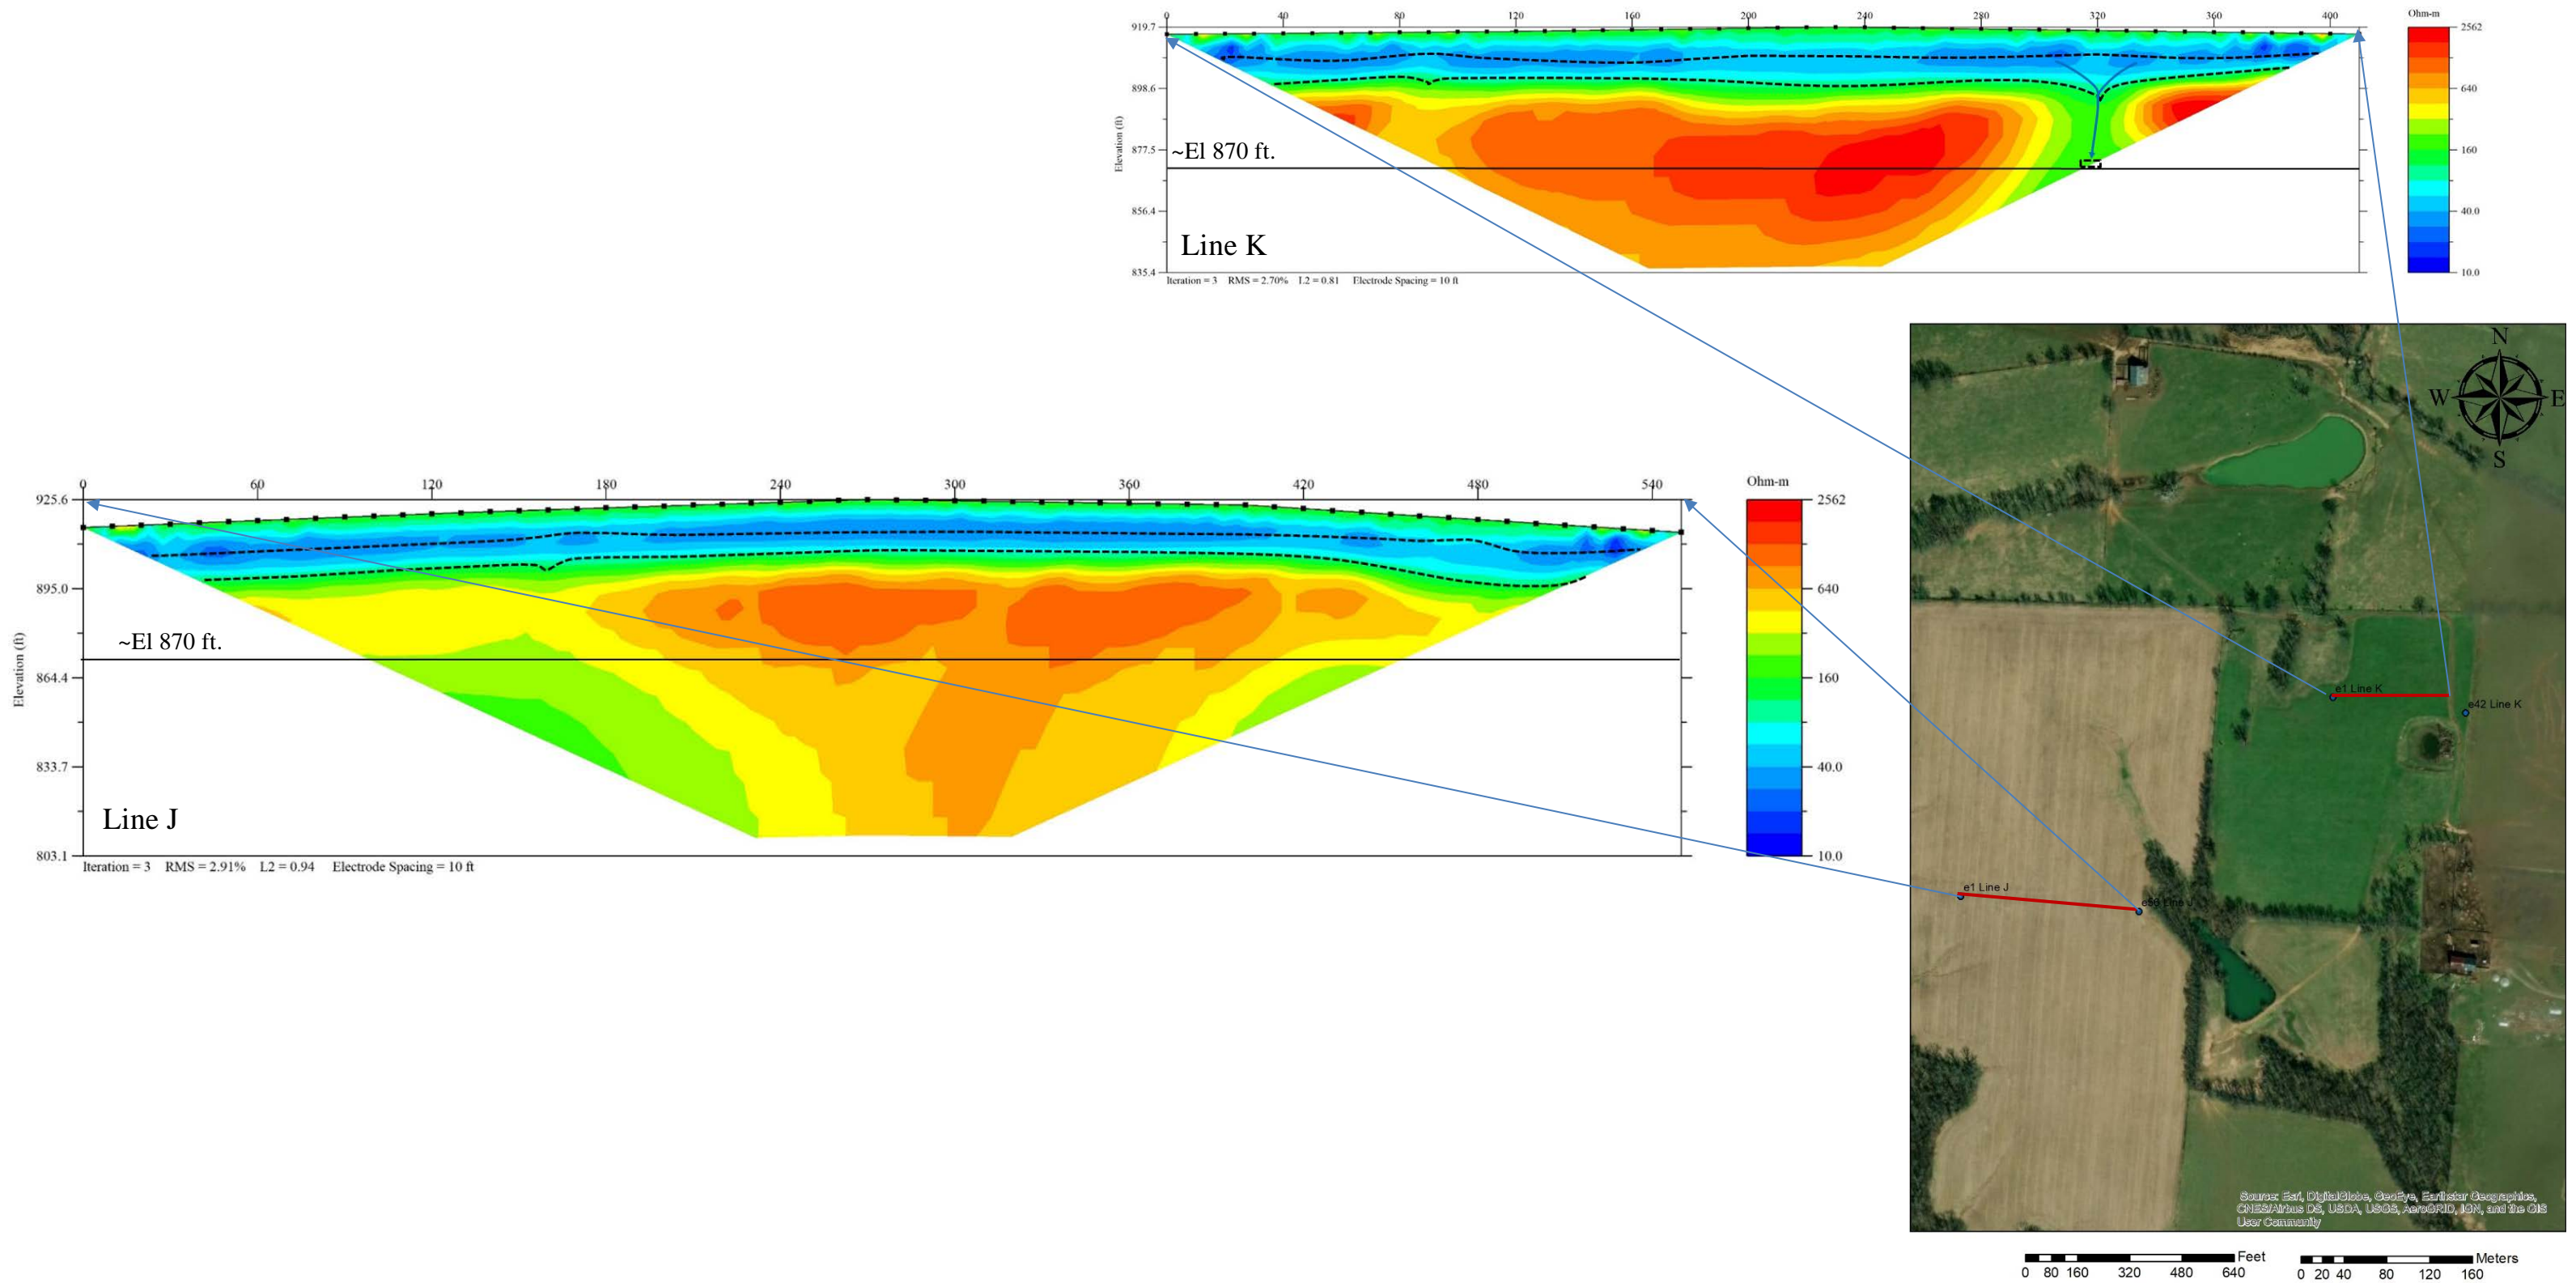 0 40 80 120 160 200 240 280 320 360 400
Ohm-m
919.7
898.6
877.5
856.4
835.4
Elevation (ft)
~El 870 ft.
Line K
2562
640
160
40.0
10.0
Iteration = 3 RMS = 2.70% L2 = 0.81 Electrode Spacing = 10 ft
0 60 120 180 240 300 360 420 480 540
Ohm-m
925.6
895.0
864.4
833.7
803.1
Elevation (ft)
~El 870 ft.
Line J
2562
640
160
40.0
10.0
Iteration = 3 RMS = 2.91% L2 = 0.94 Electrode Spacing = 10 ft
N
W E
S
e1 Line K
e42 Line K
e1 Line J
Source: Esri, DigitalGlobe, GeoEye, Earthstar Geographics,
CNES/Airbus DS, USDA, USGS, AeroGRID, IGN, and the GIS
User Community
Feet
0 80 160 320 480 640
Meters
0 20 40 80 120 160